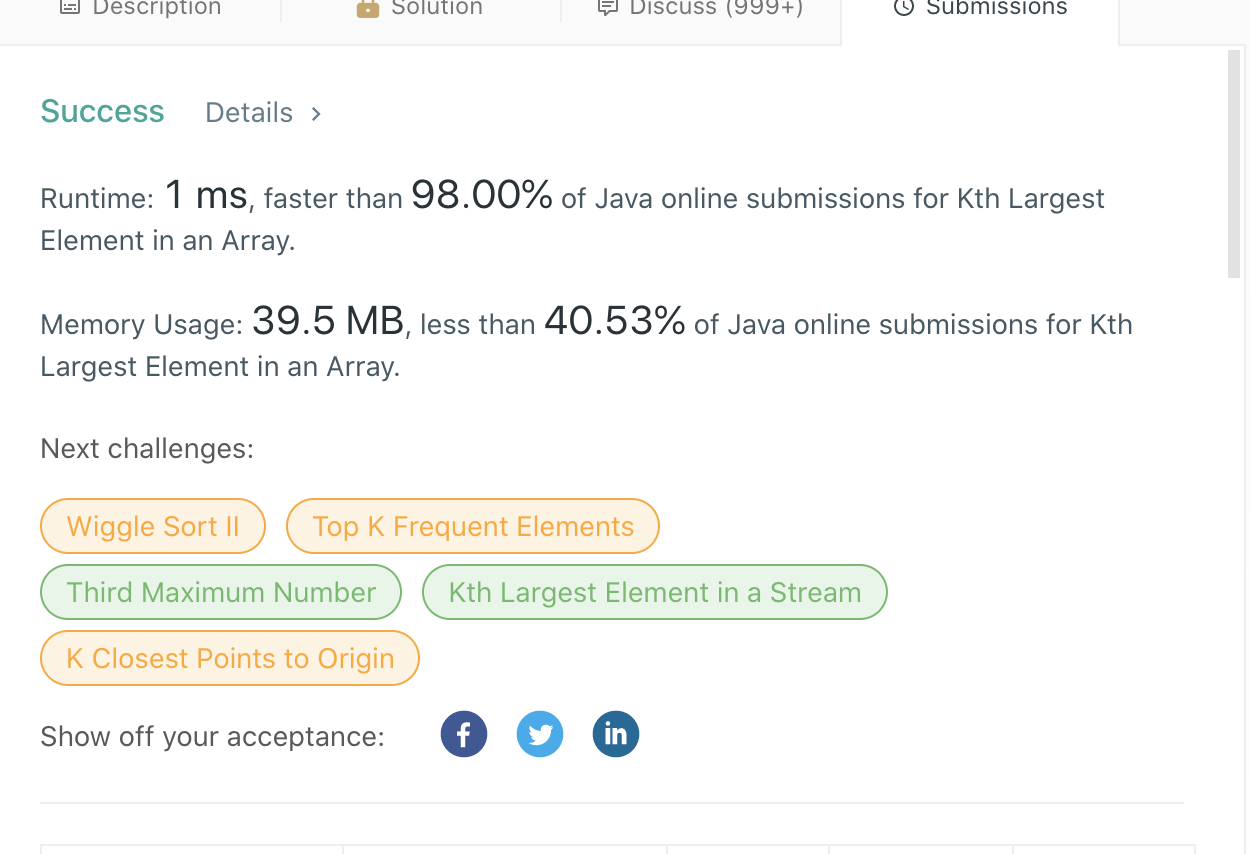 Description Solution Discuss (999+) Submissions
Success Details >
Runtime: 1 ms, faster than 98.00% of Java online submissions for Kth Largest
Element in an Array.
Memory Usage: 39.5 MB, less than 40.53% of Java online submissions for Kth
Largest Element in an Array.
Next challenges:
Wiggle Sort II Top K Frequent Elements
Third Maximum Number Kth Largest Element in a Stream
K Closest Points to Origin
Show off your acceptance: f in